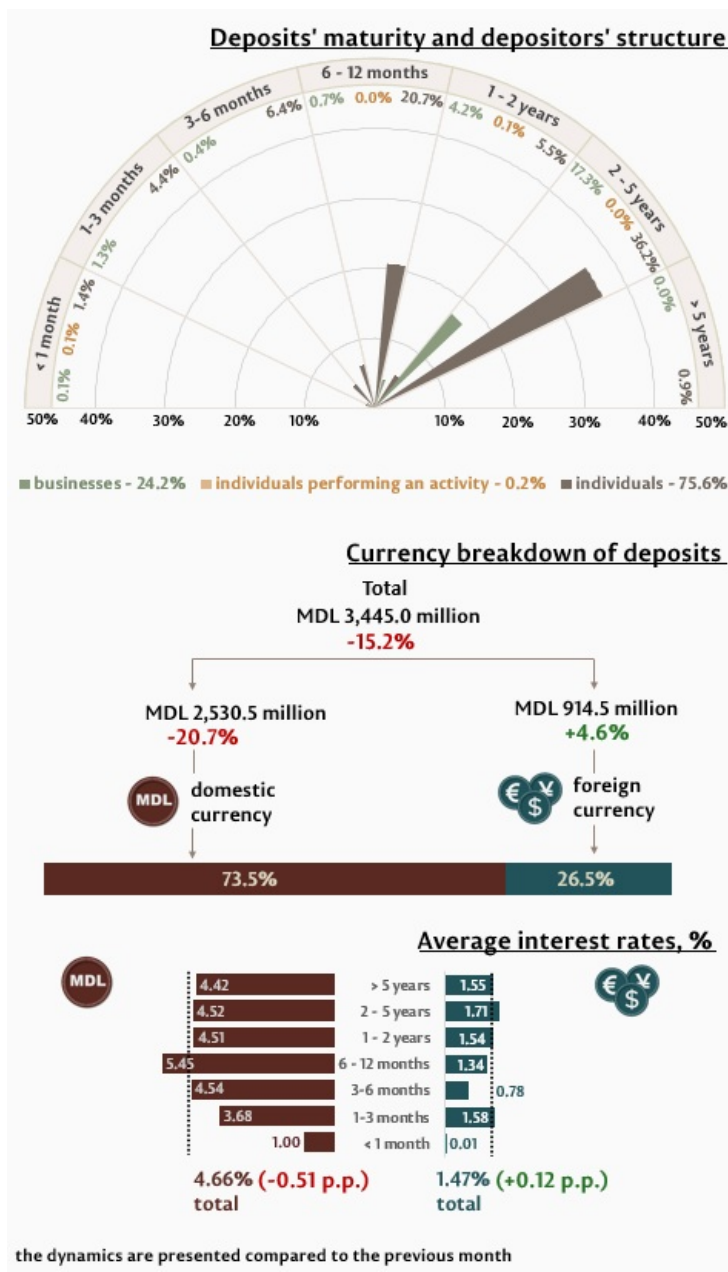 Deposits' maturity and depositors' structure
< 1 month
1-3 months
3-6 months
6 - 12 months
1 - 2 years
2 - 5 years
> 5 years
0.1% 0.1% 1.4%
1.3% 4.4%
0.4% 6.4%
0.7% 0.0% 20.7%
4.2% 0.1% 5.5%
17.3% 0.0% 36.2%
0.0% 0.9%
50% 40% 30% 20% 10% 10% 20% 30% 40% 50%
businesses - 24.2% individuals performing an activity - 0.2% individuals - 75.6%
Currency breakdown of deposits
Total
MDL 3,445.0 million
-15.2%
MDL 2,530.5 million
-20.7%
MDL
domestic
currency
MDL 914.5 million
+4.6%
€ ¥
$
foreign
currency
73.5% 26.5%
Average interest rates, %
MDL
€ ¥
$
4.42 > 5 years 1.55
4.52 2 - 5 years 1.71
4.51 1 - 2 years 1.54
5.45 6 - 12 months 1.34
4.54 3-6 months 0.78
3.68 1-3 months 1.58
1.00 < 1 month 0.01
4.66% (-0.51 p.p.)
total
1.47% (+0.12 p.p.)
total
the dynamics are presented compared to the previous month